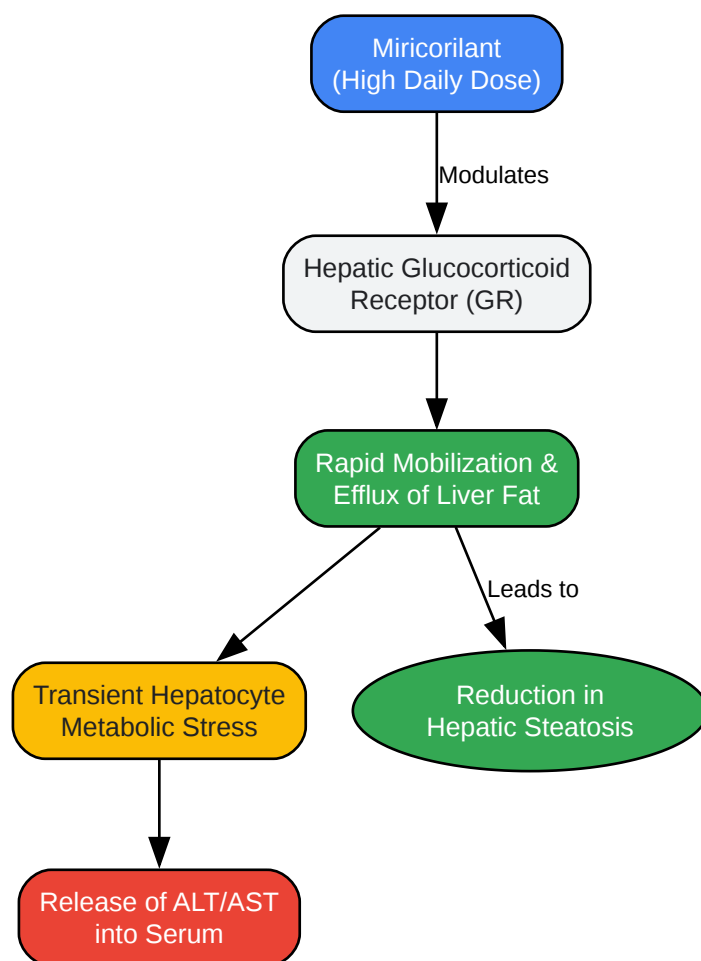 Miricorilant
(High Daily Dose)
Modulates
Hepatic Glucocorticoid
Receptor (GR)
Rapid Mobilization &
Efflux of Liver Fat
Leads to
Transient Hepatocyte
Metabolic Stress
Reduction in
Hepatic Steatosis
Release of ALT/AST
into Serum